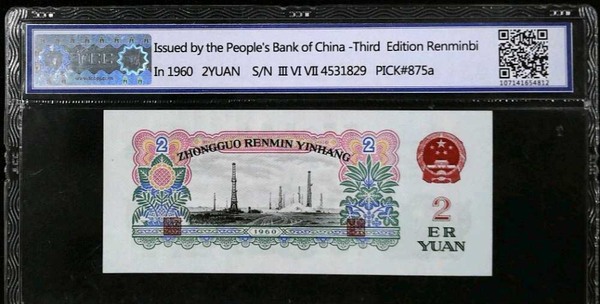 Issued by the People's Bank of China -Third Edition Renminbi
In 1960 2YUAN S/N III VI VII 4531829 PICK#875a
107141654812
2 2
ZHONGGUO RENMIN YINHANG
2
ER
YUAN
1960